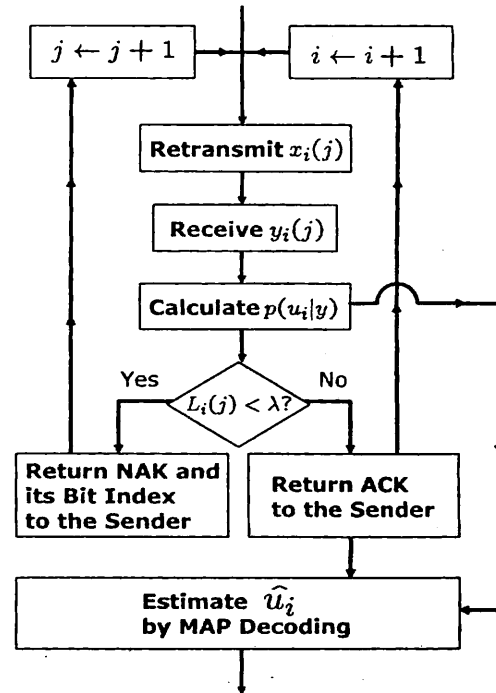 j ← j + 1
i ← i + 1
Retransmit x_i(j)
Receive y_i(j)
Calculate p(u_i|y)
Yes
No
L_i(j) < λ?
Return NAK and
its Bit Index
to the Sender
Return ACK
to the Sender
Estimate û_i
by MAP Decoding